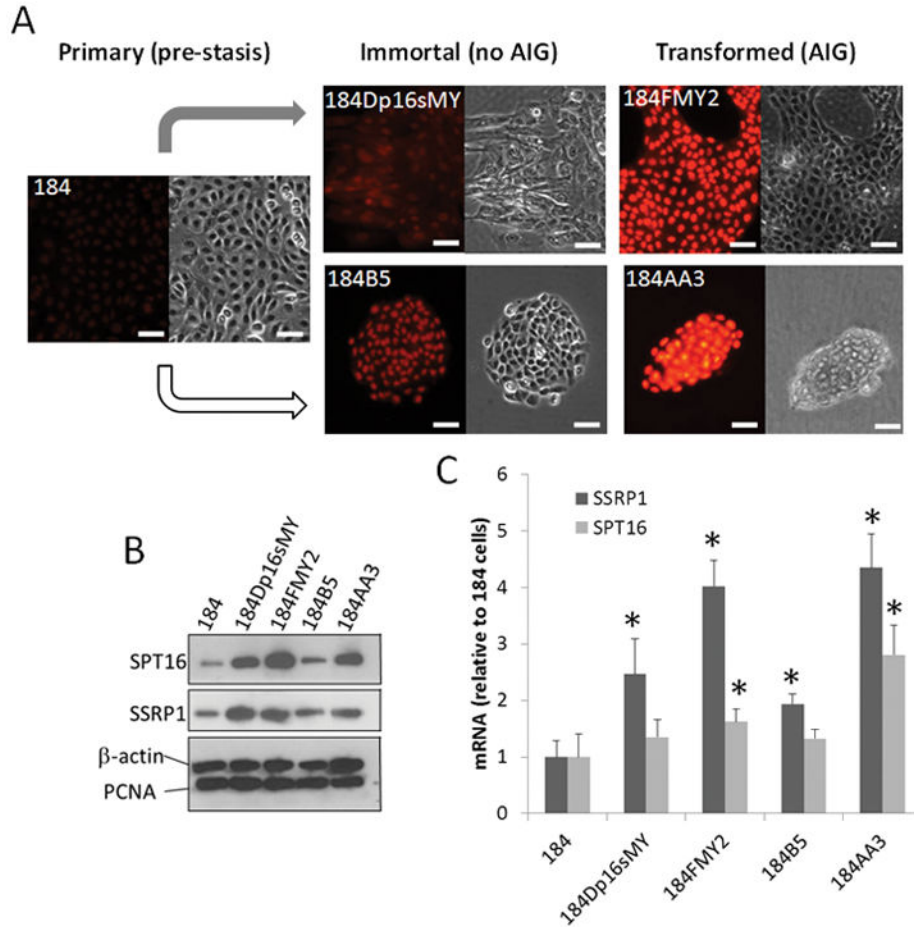 A
Primary (pre-stasis)
Immortal (no AIG)
Transformed (AIG)
184
184Dp16sMY
184FMY2
184B5
184AA3
B
184
184Dp16sMY
184FMY2
184B5
184AA3
SPT16
SSRP1
β-actin
PCNA
C
mRNA (relative to 184 cells)
6
5
4
3
2
1
0
SSRP1
SPT16
*
*
*
*
*
*
184
184Dp16sMY
184FMY2
184B5
184AA3